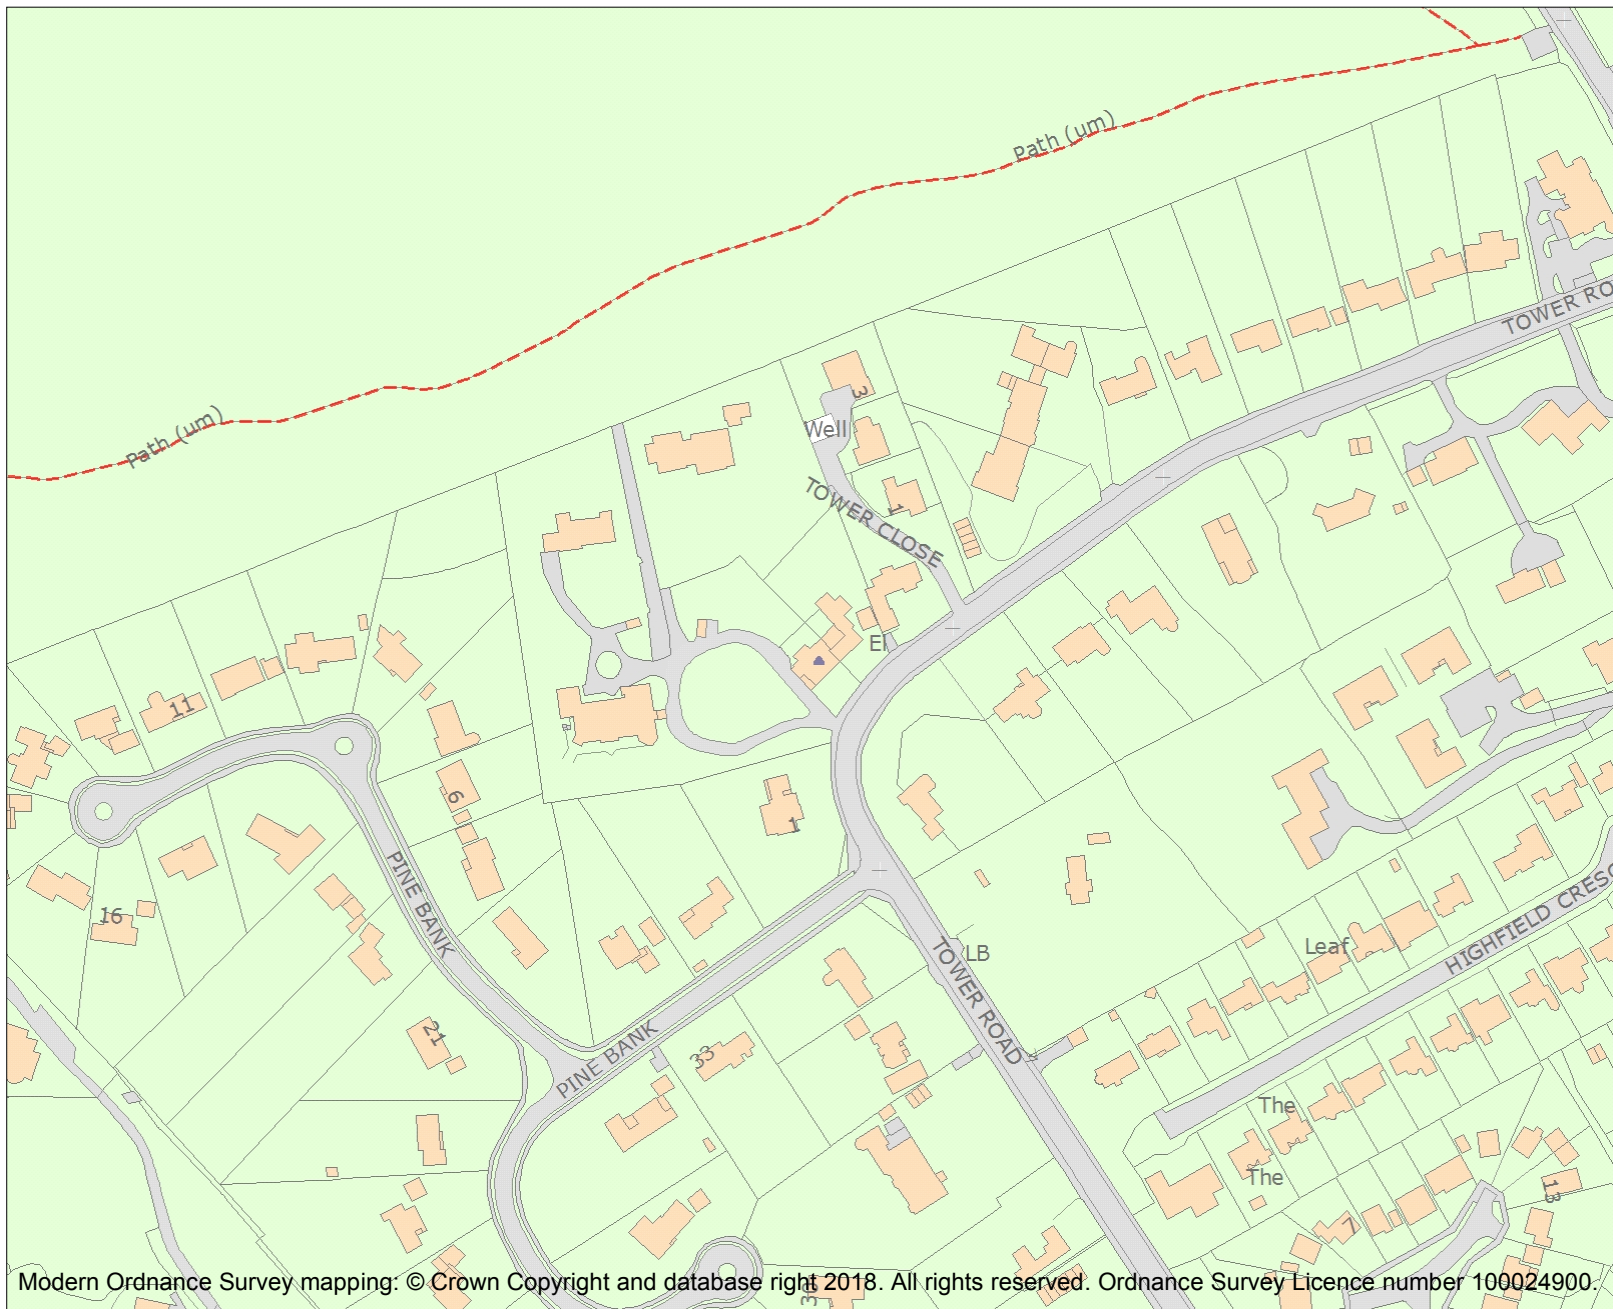 Path (um)
TOWER RO
Path (um)
3
Well
TOWER CLOSE
1
El
11
6
1
PINE BANK
16
LB
TOWER ROAD
Leaf
HIGHFIELD CRESC
21
PINE BANK
33
The
The
13
7
Modern Ordnance Survey mapping: © Crown Copyright and database right 2018. All rights reserved. Ordnance Survey Licence number 100024900.